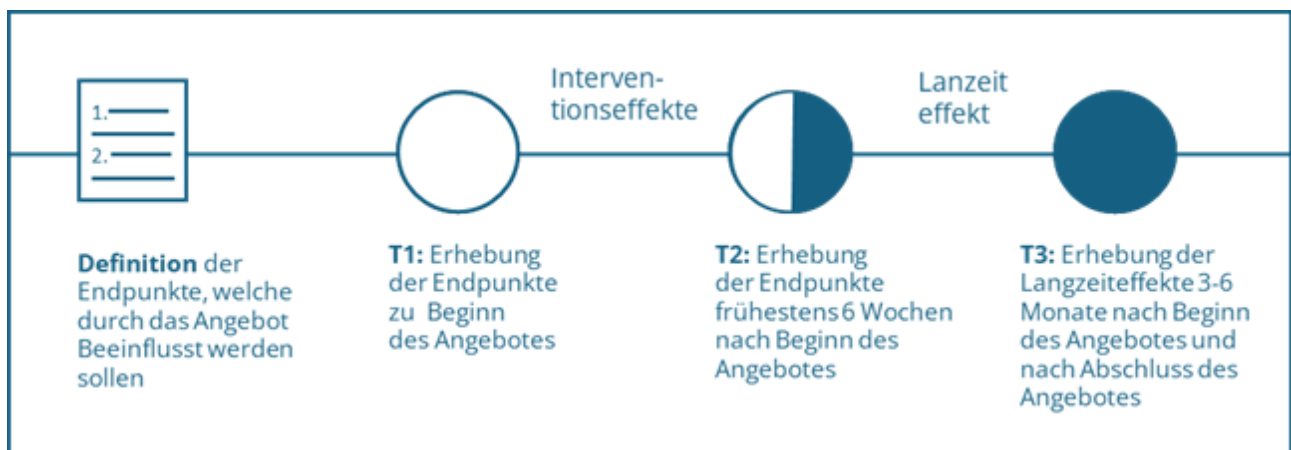 Interven-
tionseffekte
Lanzeit
effekt
1.
2.
Definition der
Endpunkte, welche
durch das Angebot
Beeinflusst werden
sollen
T1: Erhebung
der Endpunkte
zu Beginn
des Angebotes
T2: Erhebung
der Endpunkte
frühestens 6 Wochen
nach Beginn des
Angebotes
T3: Erhebung der
Langzeiteffekte 3-6
Monate nach Beginn
des Angebotes und
nach Abschluss des
Angebotes